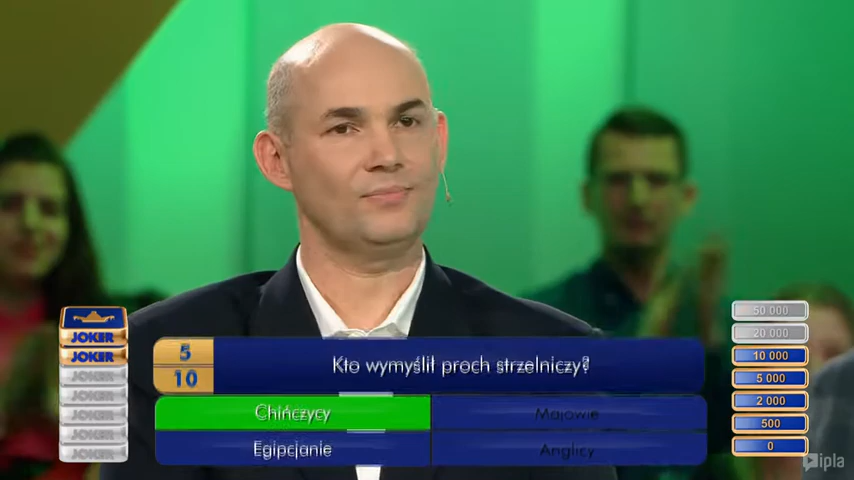 JOKER
JOKER
JOKER
JOKER
JOKER
JOKER
JOKER
5
10
Kto wymyślił proch strzelniczy?
Chińczycy
Majowie
Egipcjanie
Anglicy
50 000
20 000
10 000
5 000
2 000
500
0
ipla